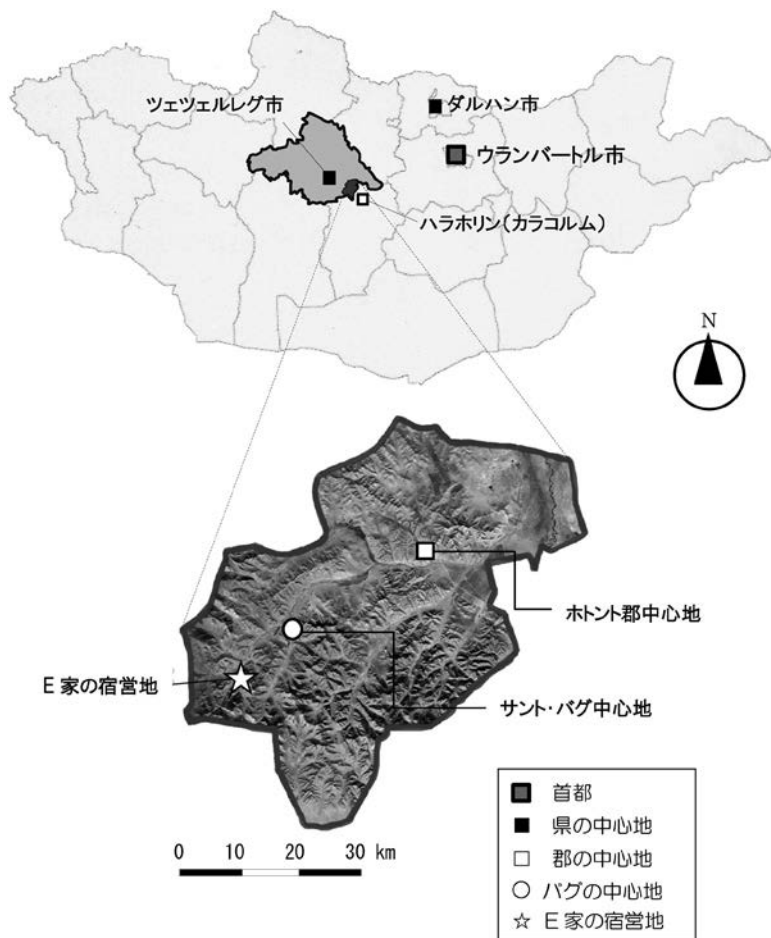 ツェツェルレグ市
ダルハン市
ウランバートル市
ハラホリン(カラコルム)
N
ホトント郡中心地
E家の宿営地
サント・バグ中心地
0 10 20 30 km
首都
県の中心地
郡の中心地
バグの中心地
E家の宿営地